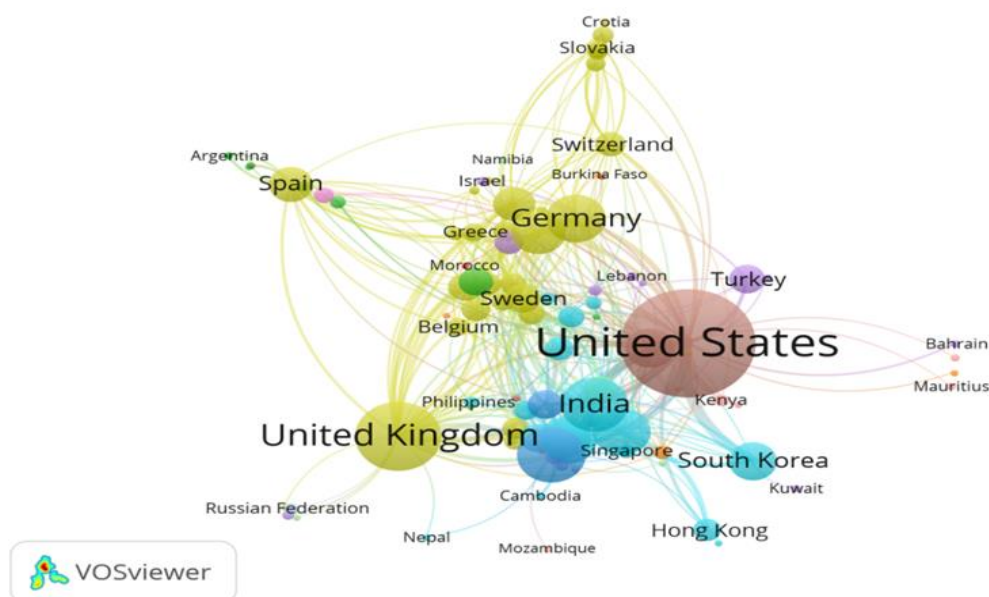 Crotia
Slovakia
Switzerland
Argentina
Namibia
Burkina Faso
Spain
Israel
Germany
Greece
Morocco
Lebanon
Turkey
Sweden
Belgium
United States
Bahrain
Mauritius
Philippines
India
Kenya
United Kingdom
Singapore
South Korea
Kuwait
Cambodia
Russian Federation
Nepal
Hong Kong
Mozambique
VOSviewer